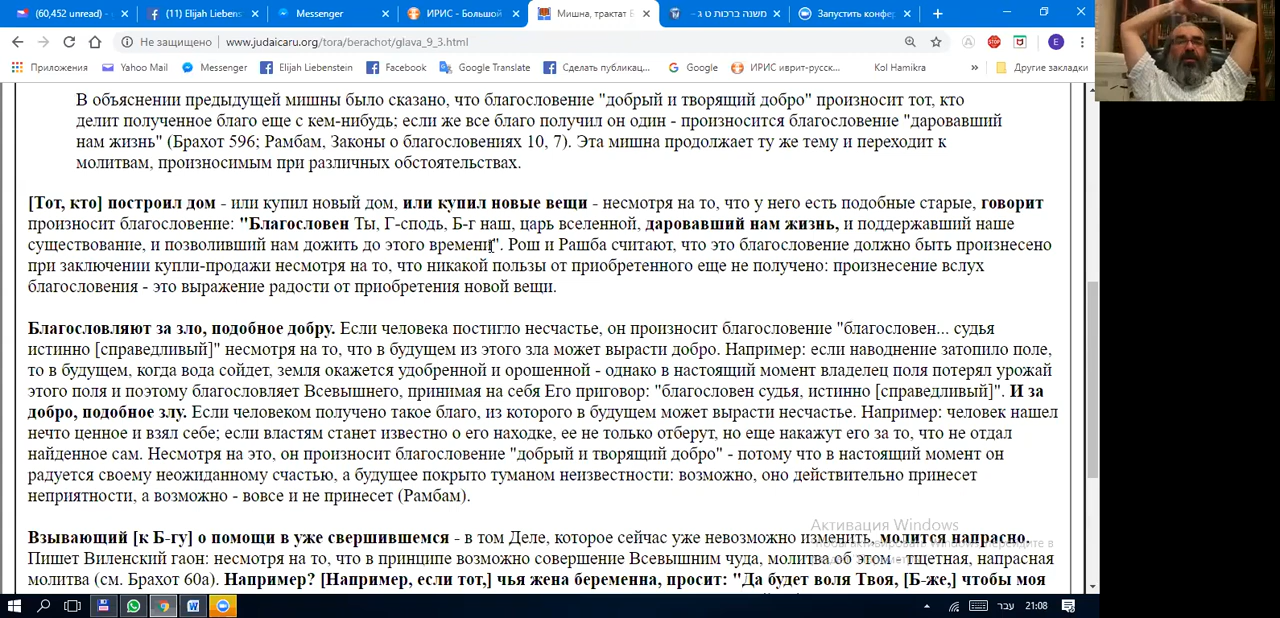 (60,452 unread) -
(11) Elijah Liebens
Messenger
ИРИС - Большой
Мишна, трактат Б
משנה ברכות ט ג -
Запустить конфер
Не защищено
www.judaicaru.org/tora/berachot/glava_9_3.html
Приложения
Yahoo Mail
Messenger
Elijah Liebenstein
Facebook
Google Translate
Сделать публикац...
Google
ИРИС иврит-русск...
Kol Hamikra
»
Другие закладки
В объяснении предыдущей мишны было сказано, что благословение "добрый и творящий добро" произносит тот, кто
делит полученное благо еще с кем-нибудь; если же все благо получил он один - произносится благословение "даровавший
нам жизнь" (Брахот 59б; Рамбам, Законы о благословениях 10, 7). Эта мишна продолжает ту же тему и переходит к
молитвам, произносимым при различных обстоятельствах.
[Тот, кто] построил дом - или купил новый дом, или купил новые вещи - несмотря на то, что у него есть подобные старые, говорит
произносит благословение: "Благословен Ты, Г-сподь, Б-г наш, царь вселенной, даровавший нам жизнь, и поддержавший наше
существование, и позволивший нам дожить до этого времени". Рош и Рашба считают, что это благословение должно быть произнесено
при заключении купли-продажи несмотря на то, что никакой пользы от приобретенного еще не получено: произнесение вслух
благословения - это выражение радости от приобретения новой вещи.
Благословляют за зло, подобное добру. Если человека постигло несчастье, он произносит благословение "благословен... судья
истинно [справедливый]" несмотря на то, что в будущем из этого зла может вырасти добро. Например: если наводнение затопило поле,
то в будущем, когда вода сойдет, земля окажется удобренной и орошенной - однако в настоящий момент владелец поля потерял урожай
этого поля и поэтому благословляет Всевышнего, принимая на себя Его приговор: "благословен судья, истинно [справедливый]". И за
добро, подобное злу. Если человеком получено такое благо, из которого в будущем может вырасти несчастье. Например: человек нашел
нечто ценное и взял себе; если властям станет известно о его находке, ее не только отберут, но еще накажут его за то, что не отдал
найденное сам. Несмотря на это, он произносит благословение "добрый и творящий добро" - потому что в настоящий момент он
радуется своему неожиданному счастью, а будущее покрыто туманом неизвестности: возможно, оно действительно принесет
неприятности, а возможно - вовсе и не принесет (Рамбам).
Активация Windows
Взывающий [к Б-гу] о помощи в уже свершившемся - в том Деле, которое сейчас уже невозможно изменить, молится напрасно.
Пишет Виленский гаон: несмотря на то, что в принципе возможно совершение Всевышним чуда, молитва об этом - тщетная, напрасная
молитва (см. Брахот 60а). Например? [Например, если тот,] чья жена беременна, просит: "Да будет воля Твоя, [Б-же,] чтобы моя
עבר
21:08